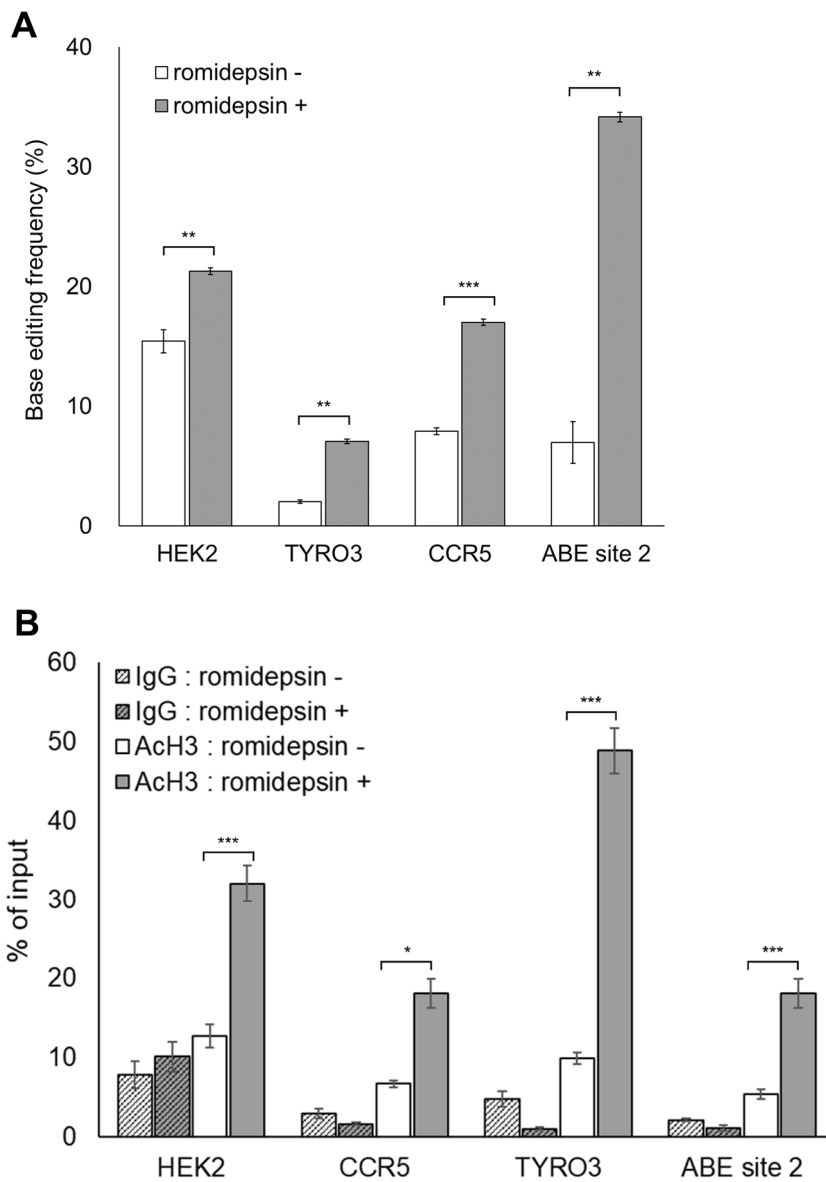 A
40
romidepsin -
romidepsin +
**
30
Base editing frequency (%)
**
20
***
10
**
0
HEK2 TYRO3 CCR5 ABE site 2
B
60
IgG : romidepsin -
IgG : romidepsin +
***
50
AcH3 : romidepsin -
AcH3 : romidepsin +
40
***
% of input
30
* ***
20
10
0
HEK2 CCR5 TYRO3 ABE site 2